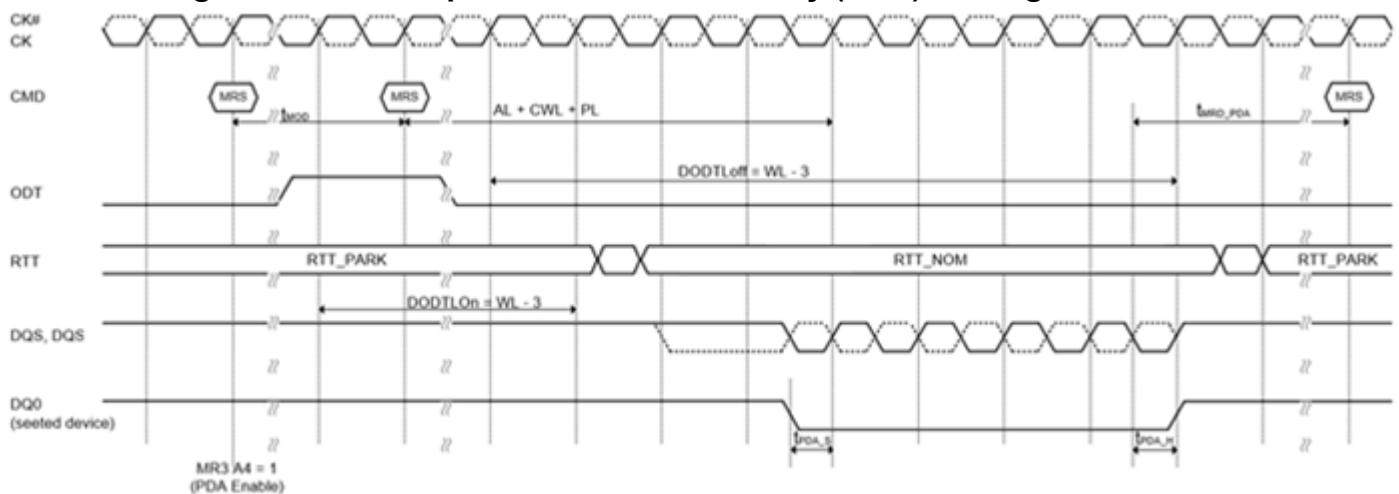 CK#
CK
CMD
MRS
MRS
MRS
tMOD
AL + CWL + PL
tMRD_PDA
ODT
DODTLoff = WL - 3
RTT
RTT_PARK
RTT_NOM
RTT_PARK
DODTLOn = WL - 3
DQS, DQS
DQ0
(seeted device)
tPDA_S
tPDA_H
MR3 A4 = 1
(PDA Enable)